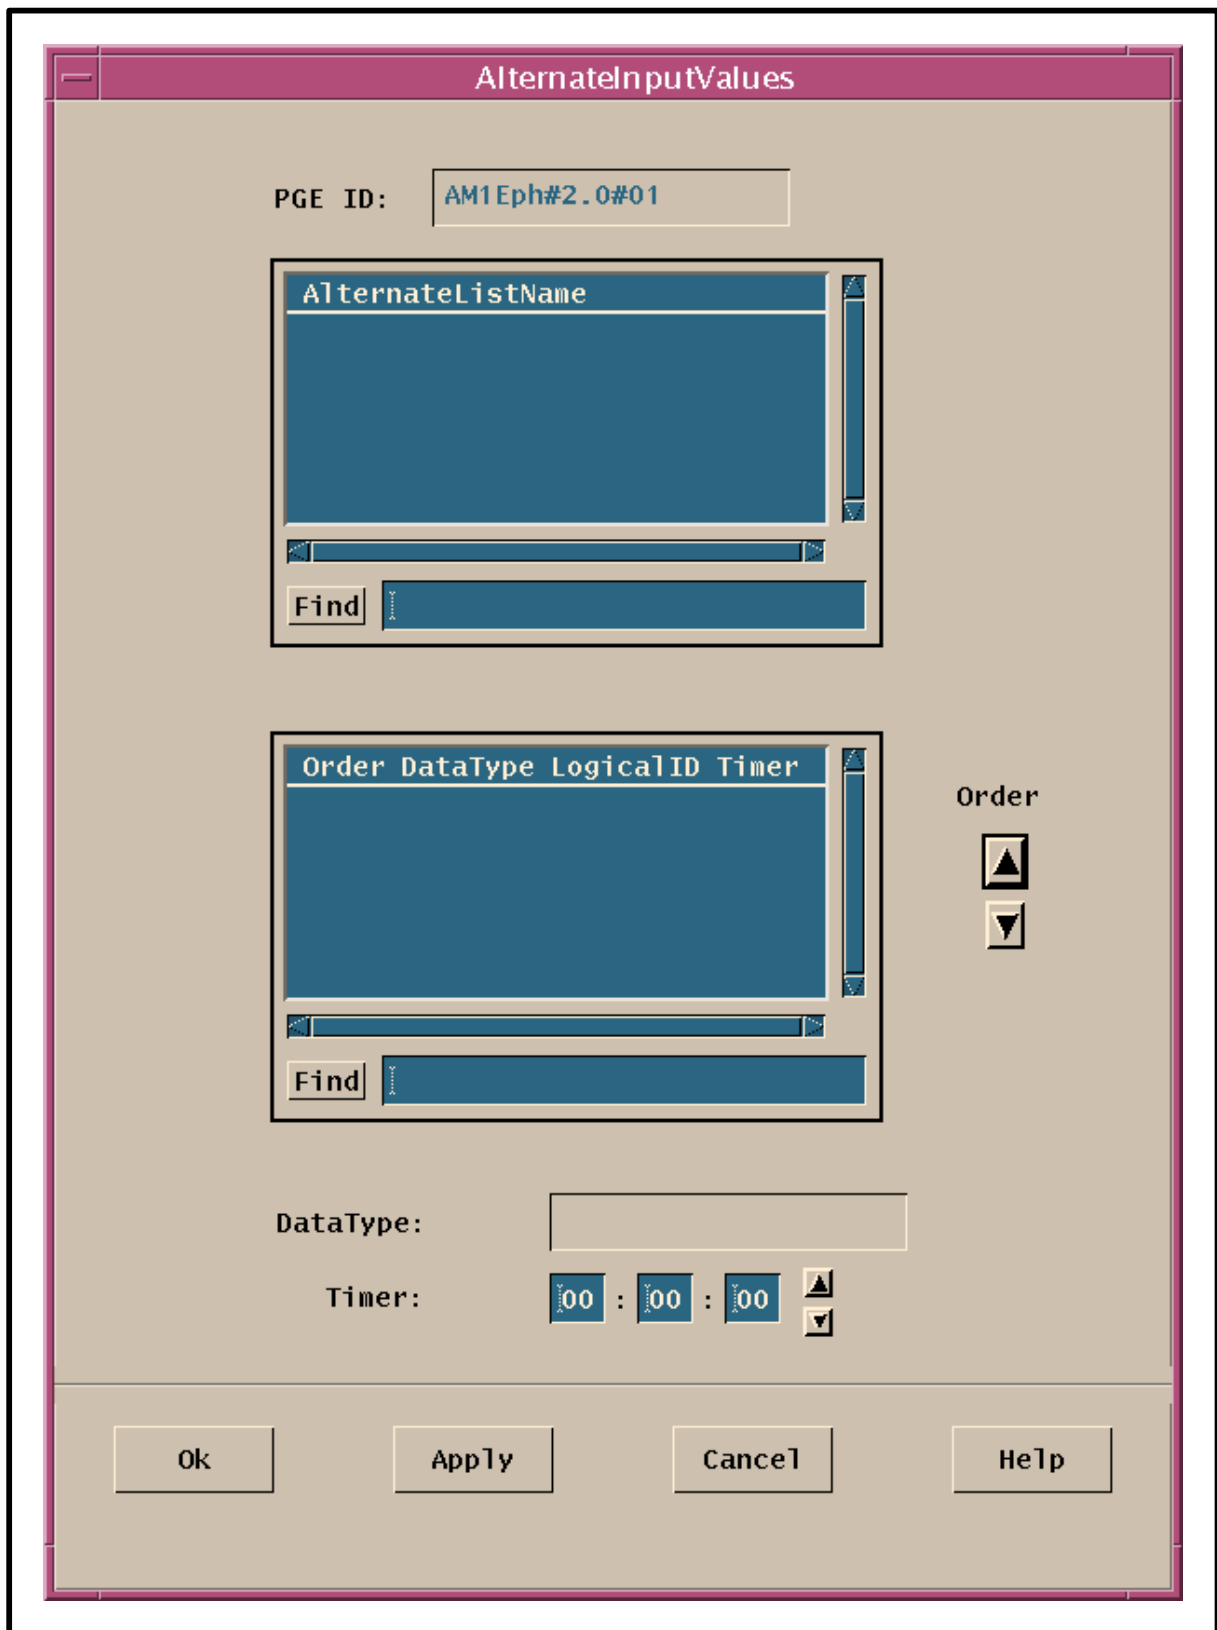 AlternateInputValues
PGE ID: AM1Eph#2.0#01
AlternateListName
Find
Order DataType LogicalID Timer
Order
Find
DataType:
Timer: 00 : 00 : 00
Ok Apply Cancel Help